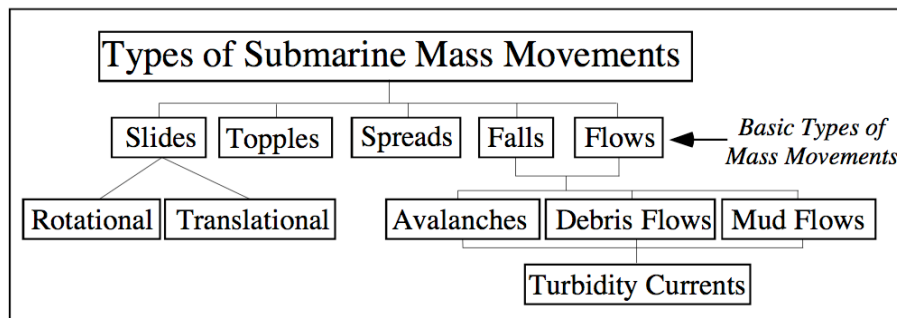 Types of Submarine Mass Movements
Slides
Topples
Spreads
Falls
Flows
Basic Types of
Mass Movements
Rotational
Translational
Avalanches
Debris Flows
Mud Flows
Turbidity Currents